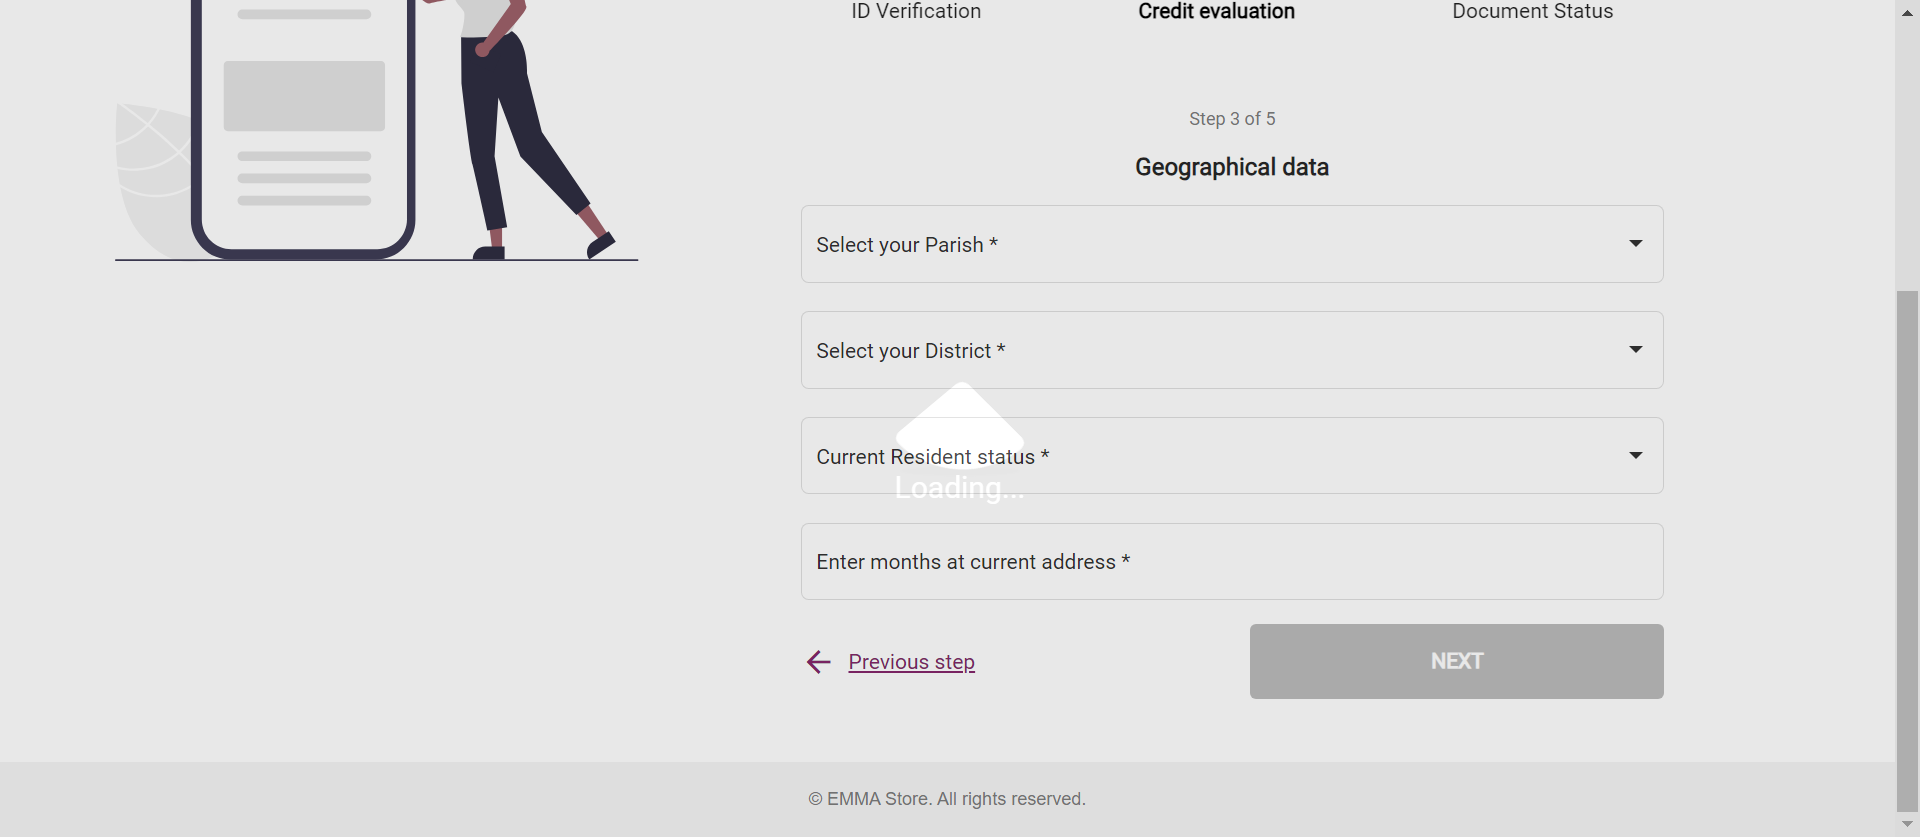 ID Verification
Credit evaluation
Document Status
Step 3 of 5
Geographical data
Select your Parish *
Select your District *
Current Resident status *
Loading...
Enter months at current address *
Previous step
NEXT
© EMMA Store. All rights reserved.